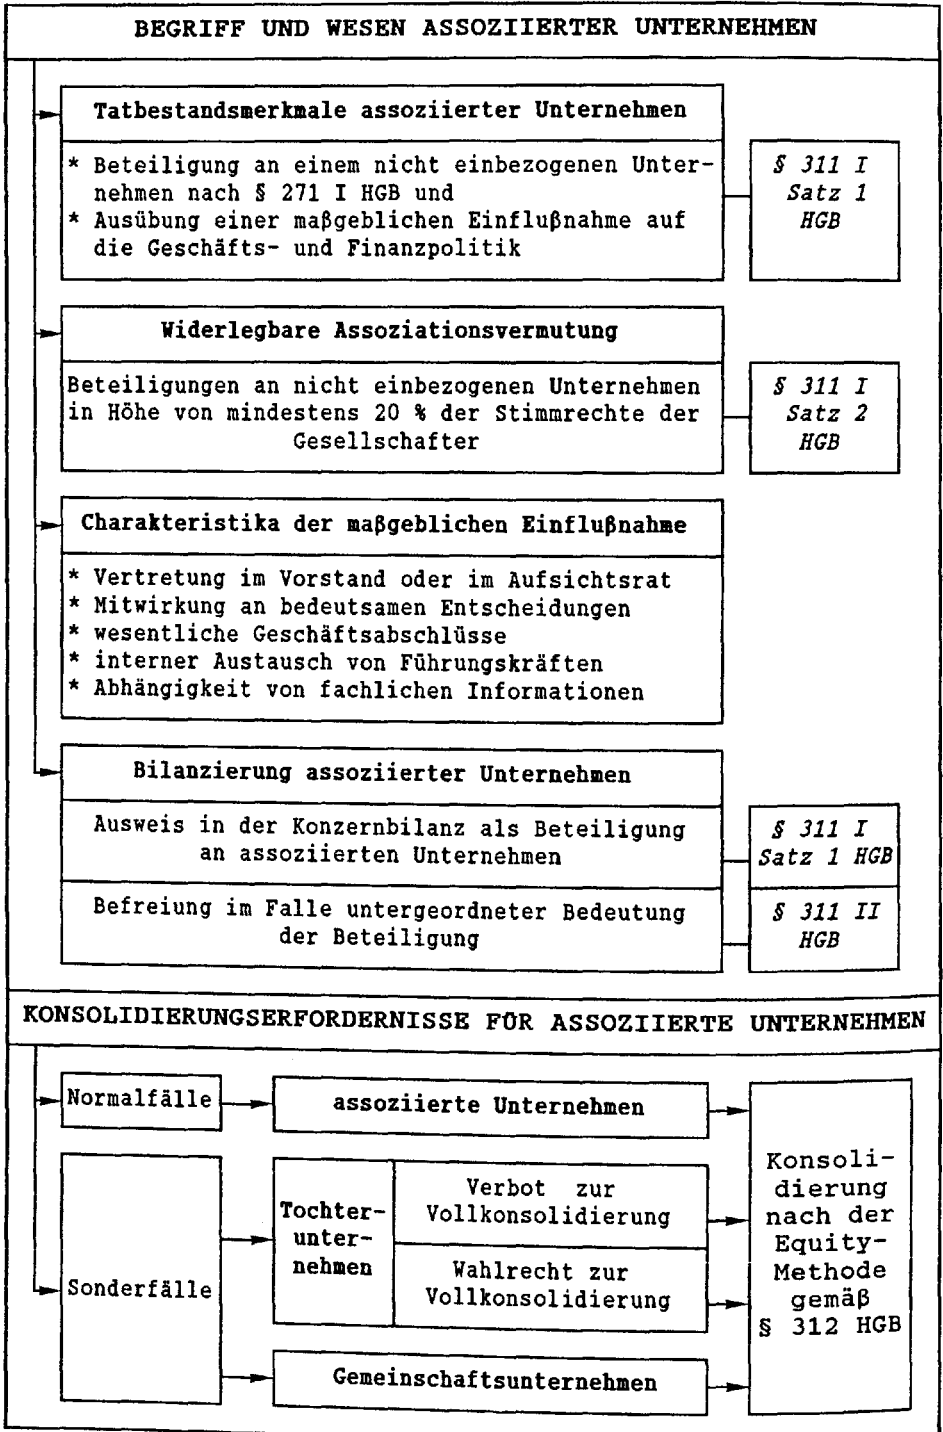 BEGRIFF UND WESEN ASSOZIIERTER UNTERNEHMEN
Tatbestandsmerkmale assoziierter Unternehmen
* Beteiligung an einem nicht einbezogenen Unter-
nehmen nach § 271 I HGB und
* Ausübung einer maßgeblichen Einflußnahme auf
die Geschäfts- und Finanzpolitik
§ 311 I
Satz 1
HGB
Widerlegbare Assoziationsvermutung
Beteiligungen an nicht einbezogenen Unternehmen
in Höhe von mindestens 20 % der Stimmrechte der
Gesellschafter
§ 311 I
Satz 2
HGB
Charakteristika der maßgeblichen Einflußnahme
* Vertretung im Vorstand oder im Aufsichtsrat
* Mitwirkung an bedeutsamen Entscheidungen
* wesentliche Geschäftsabschlüsse
* interner Austausch von Führungskräften
* Abhängigkeit von fachlichen Informationen
Bilanzierung assoziierter Unternehmen
Ausweis in der Konzernbilanz als Beteiligung
an assoziierten Unternehmen
§ 311 I
Satz 1 HGB
Befreiung im Falle untergeordneter Bedeutung
der Beteiligung
§ 311 II
HGB
KONSOLIDIERUNGSERFORDERNISSE FÜR ASSOZIIERTE UNTERNEHMEN
Normalfälle
assoziierte Unternehmen
Sonderfälle
Tochter-
unter-
nehmen
Verbot zur
Vollkonsolidierung
Wahlrecht zur
Vollkonsolidierung
Gemeinschaftsunternehmen
Konsoli-
dierung
nach der
Equity-
Methode
gemäß
§ 312 HGB